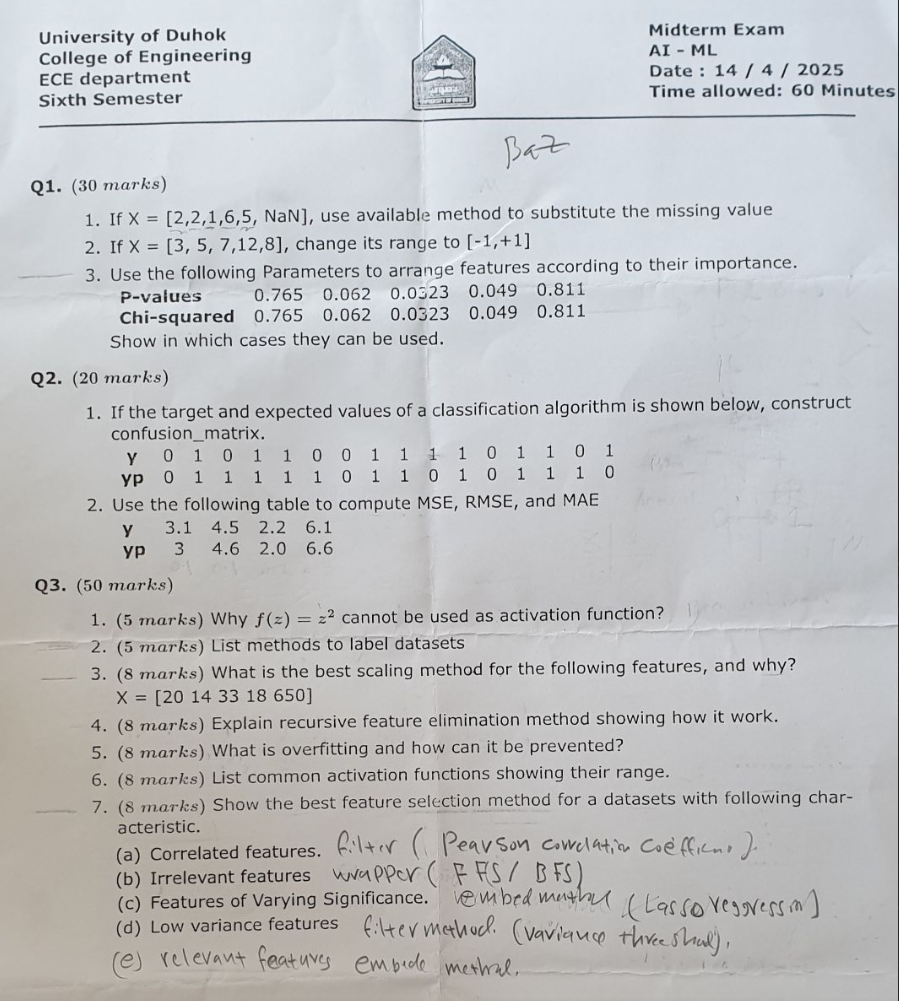 University of Duhok
College of Engineering
ECE department
Sixth Semester
Midterm Exam
AI - ML
Date : 14 / 4 / 2025
Time allowed: 60 Minutes
Baz
Q1. (30 marks)
1. If X = [2,2,1,6,5, NaN], use available method to substitute the missing value
2. If X = [3, 5, 7,12,8], change its range to [-1,+1]
3. Use the following Parameters to arrange features according to their importance.
P-values 0.765 0.062 0.0323 0.049 0.811
Chi-squared 0.765 0.062 0.0323 0.049 0.811
Show in which cases they can be used.
Q2. (20 marks)
1. If the target and expected values of a classification algorithm is shown below, construct
confusion_matrix.
y 0 1 0 1 1 0 0 1 1 1 1 0 1 1 0 1
yp 0 1 1 1 1 1 0 1 1 0 1 0 1 1 1 0
2. Use the following table to compute MSE, RMSE, and MAE
y 3.1 4.5 2.2 6.1
yp 3 4.6 2.0 6.6
Q3. (50 marks)
1. (5 marks) Why f(z) = z² cannot be used as activation function?
2. (5 marks) List methods to label datasets
3. (8 marks) What is the best scaling method for the following features, and why?
X = [20 14 33 18 650]
4. (8 marks) Explain recursive feature elimination method showing how it work.
5. (8 marks) What is overfitting and how can it be prevented?
6. (8 marks) List common activation functions showing their range.
7. (8 marks) Show the best feature selection method for a datasets with following char-
acteristic.
(a) Correlated features. filter ( Pearson correlation coefficient ).
(b) Irrelevant features wrapper ( FFS / BFS)
(c) Features of Varying Significance. embed method (Lasso regression)
(d) Low variance features filter method. (variance threeshol).
(e) relevant features embede method.